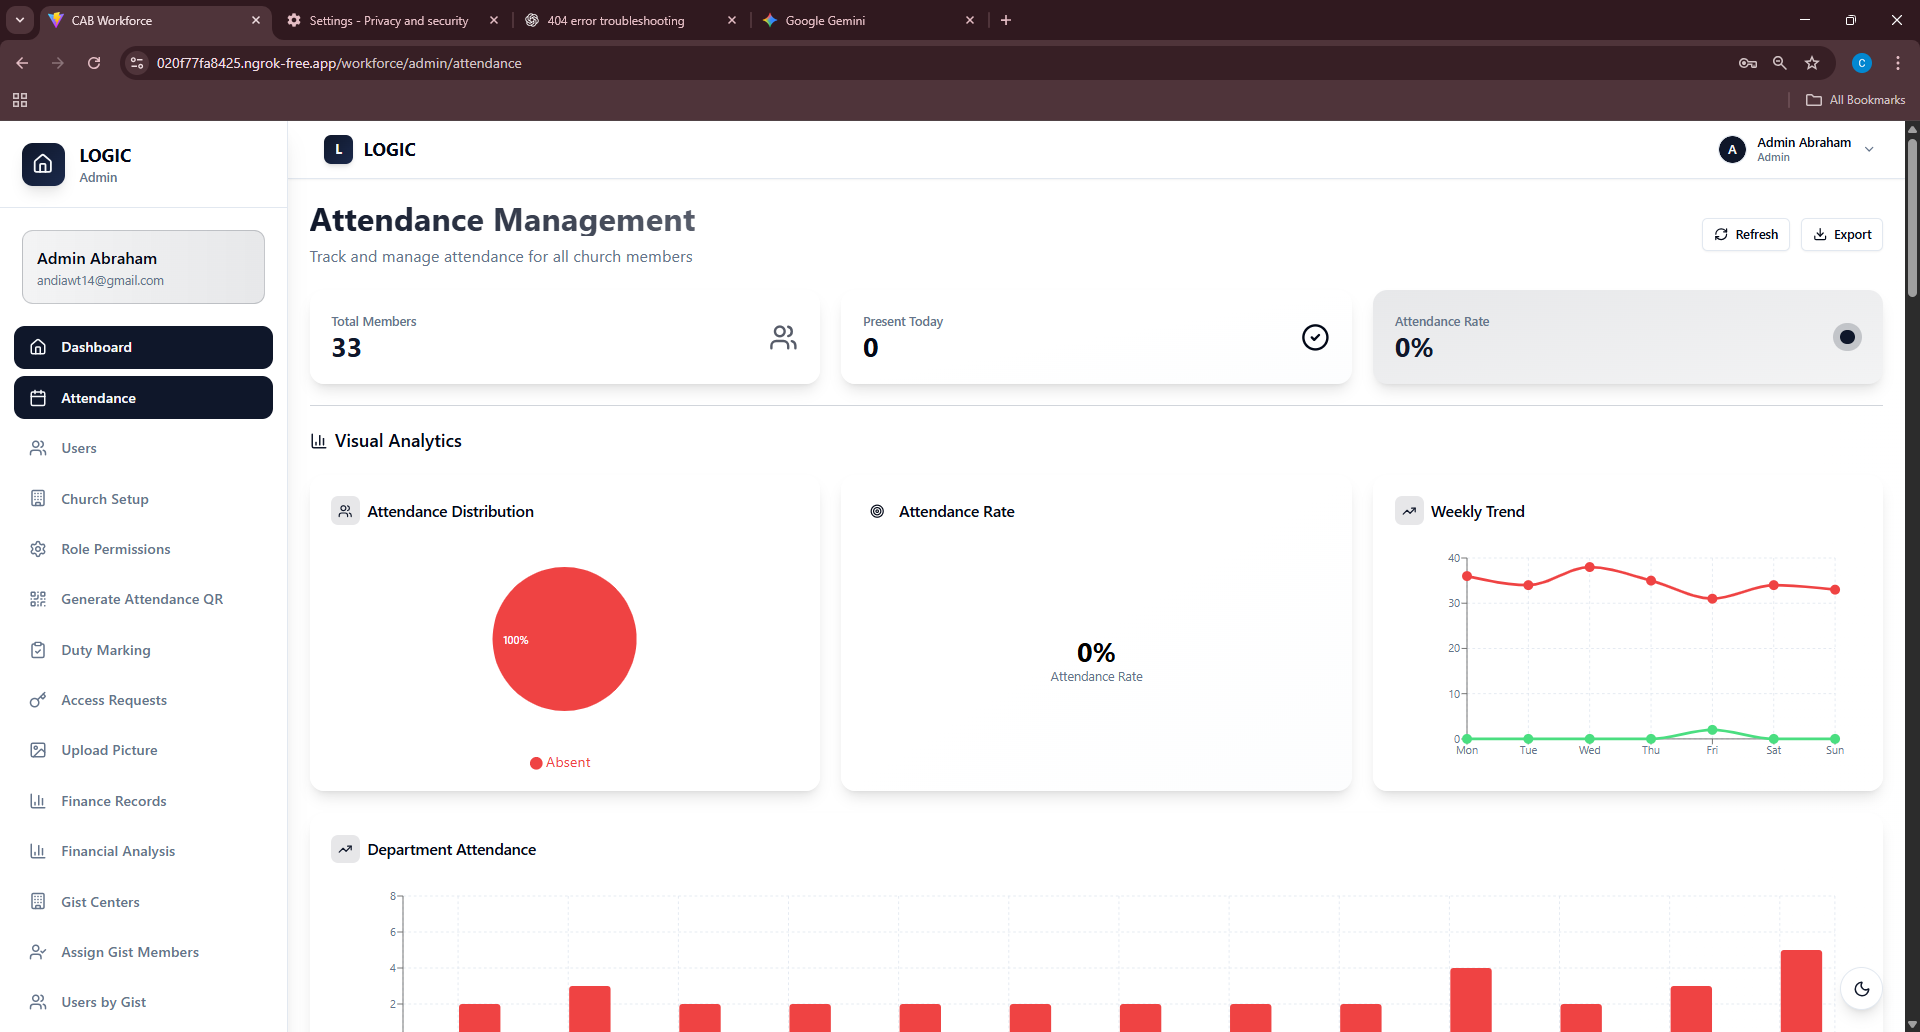 CAB Workforce
Settings - Privacy and security
404 error troubleshooting
Google Gemini
020f77fa8425.ngrok-free.app/workforce/admin/attendance
C
All Bookmarks
LOGIC
Admin
Admin Abraham
andiawt14@gmail.com
Dashboard
Attendance
Users
Church Setup
Role Permissions
Generate Attendance QR
Duty Marking
Access Requests
Upload Picture
Finance Records
Financial Analysis
Gist Centers
Assign Gist Members
Users by Gist
L LOGIC
A
Admin Abraham
Admin
Attendance Management
Track and manage attendance for all church members
Refresh
Export
Total Members
33
Present Today
0
Attendance Rate
0%
Visual Analytics
Attendance Distribution
100%
Absent
Attendance Rate
0%
Attendance Rate
Weekly Trend
40
30
20
10
0
Mon Tue Wed Thu Fri Sat Sun
Department Attendance
8
6
4
2